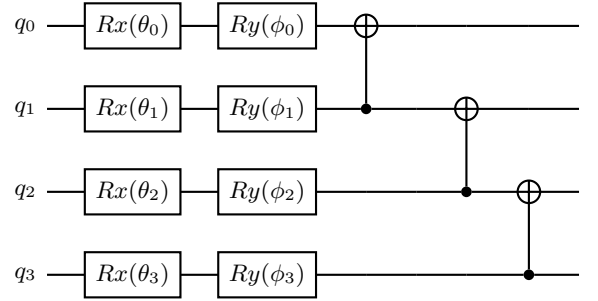 q₀ Rx(θ₀) Ry(ϕ₀)
q₁ Rx(θ₁) Ry(ϕ₁)
q₂ Rx(θ₂) Ry(ϕ₂)
q₃ Rx(θ₃) Ry(ϕ₃)